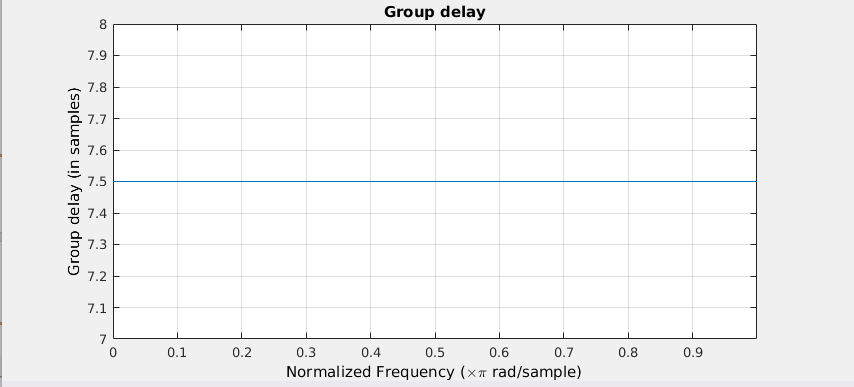 Group delay
8
7.9
7.8
7.7
7.6
7.5
7.4
7.3
7.2
7.1
7
Group delay (in samples)
0 0.1 0.2 0.3 0.4 0.5 0.6 0.7 0.8 0.9
Normalized Frequency (×π rad/sample)